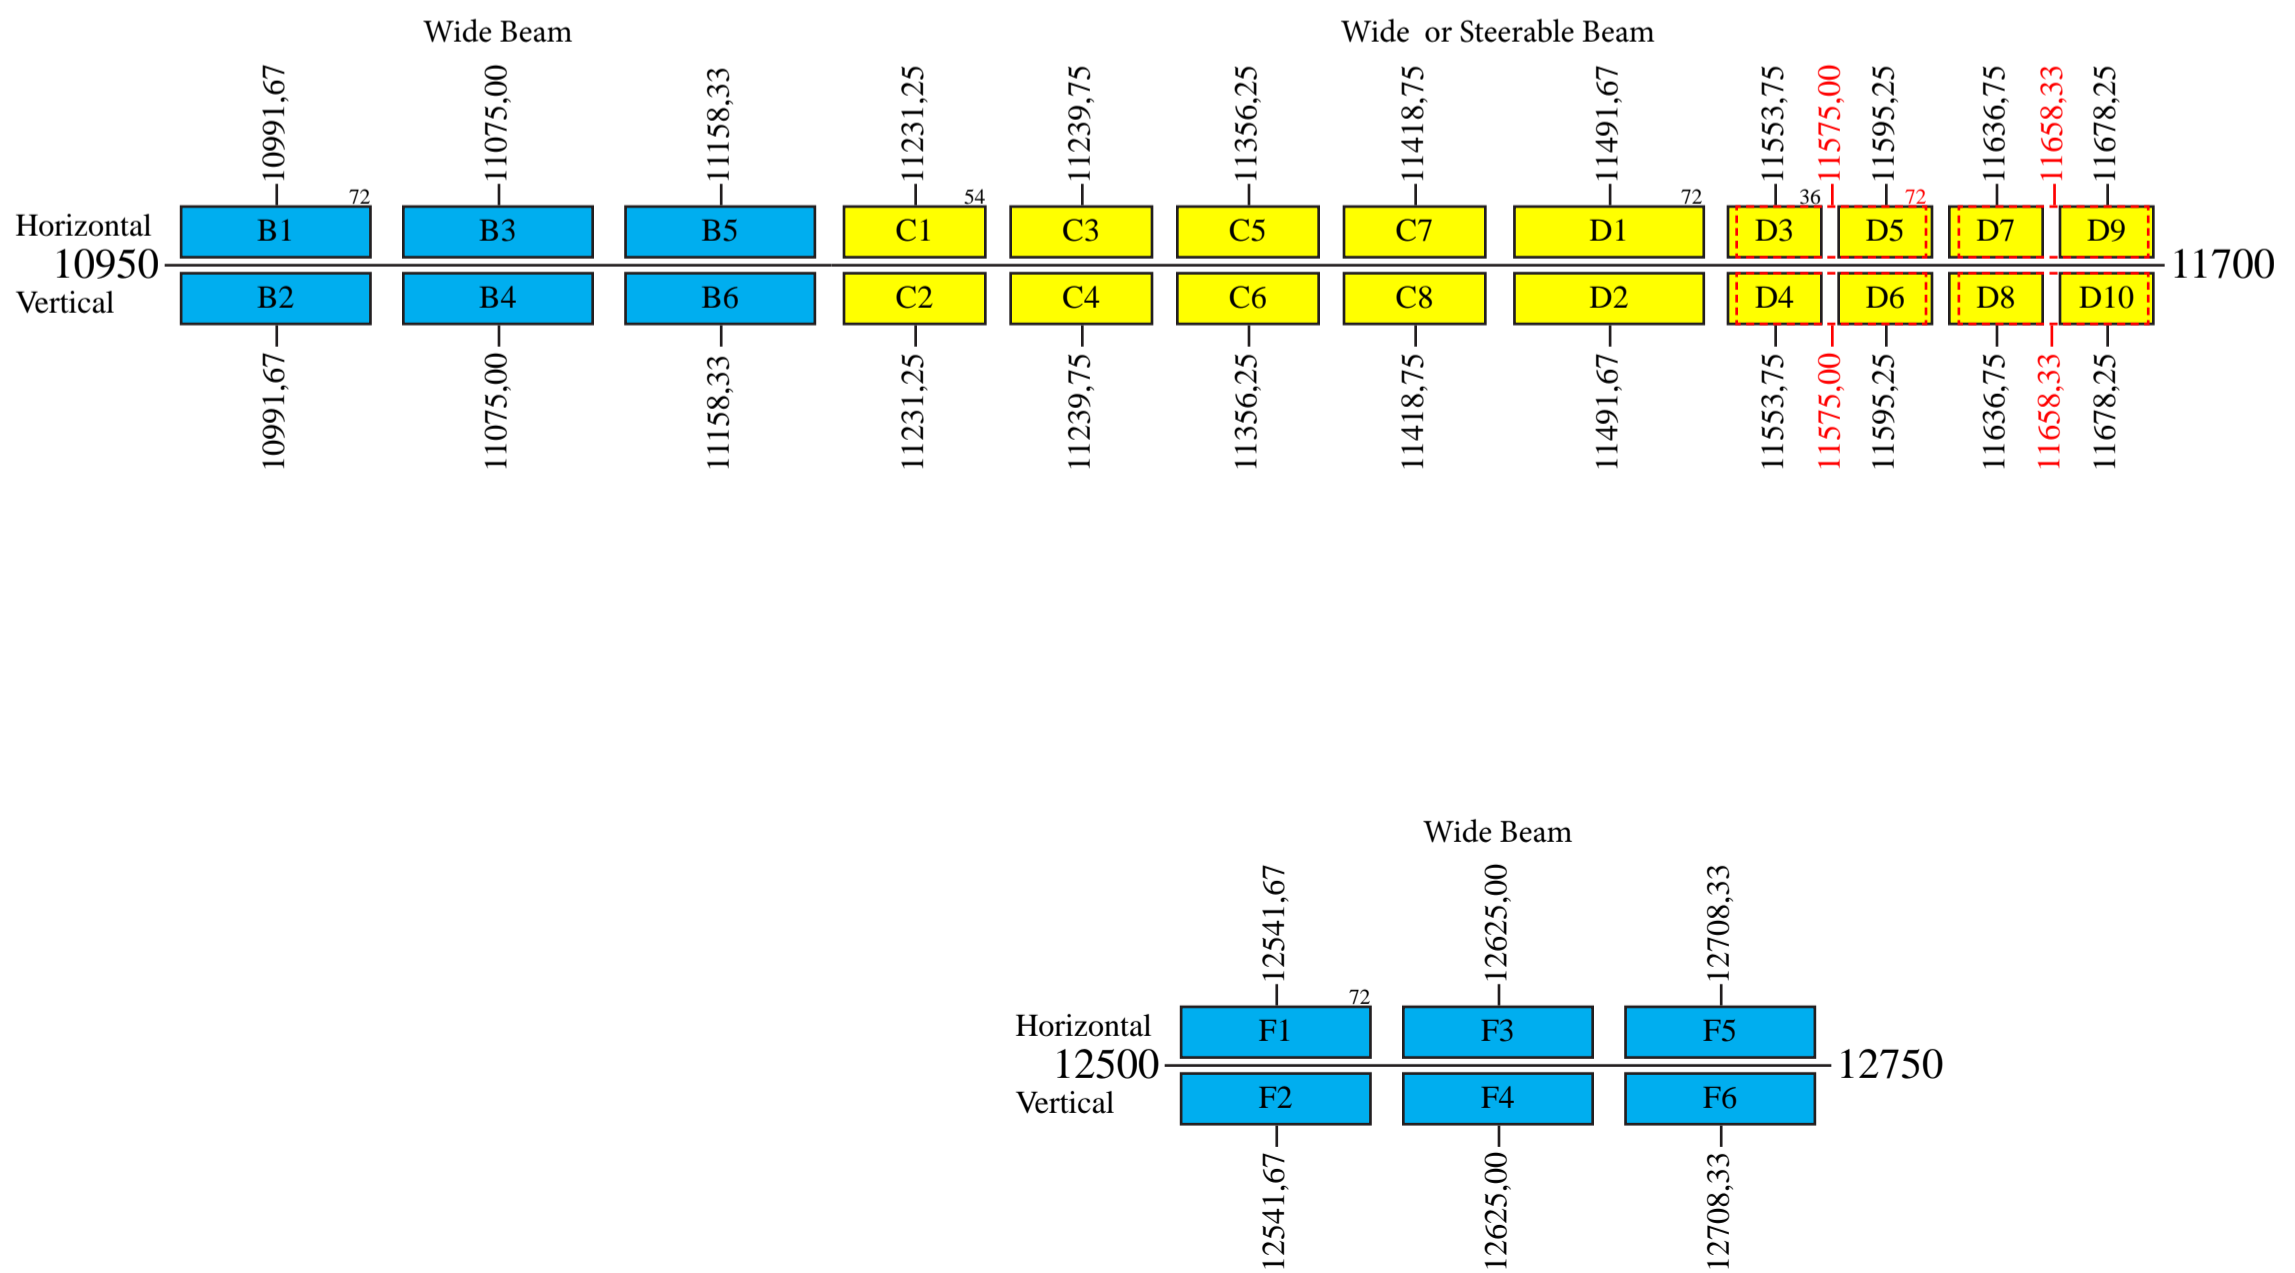 Wide Beam
Wide or Steerable Beam
10991,67 11075,00 11158,33 11231,25 11239,75 11356,25 11418,75 11491,67 11553,75 11575,00 11595,25 11636,75 11658,33 11678,25
72 54 72 36 72
Horizontal B1 B3 B5 C1 C3 C5 C7 D1 D3 D5 D7 D9
10950 11700
Vertical B2 B4 B6 C2 C4 C6 C8 D2 D4 D6 D8 D10
10991,67 11075,00 11158,33 11231,25 11239,75 11356,25 11418,75 11491,67 11553,75 11575,00 11595,25 11636,75 11658,33 11678,25
Wide Beam
12541,67 12625,00 12708,33
72
Horizontal F1 F3 F5
12500 12750
Vertical F2 F4 F6
12541,67 12625,00 12708,33